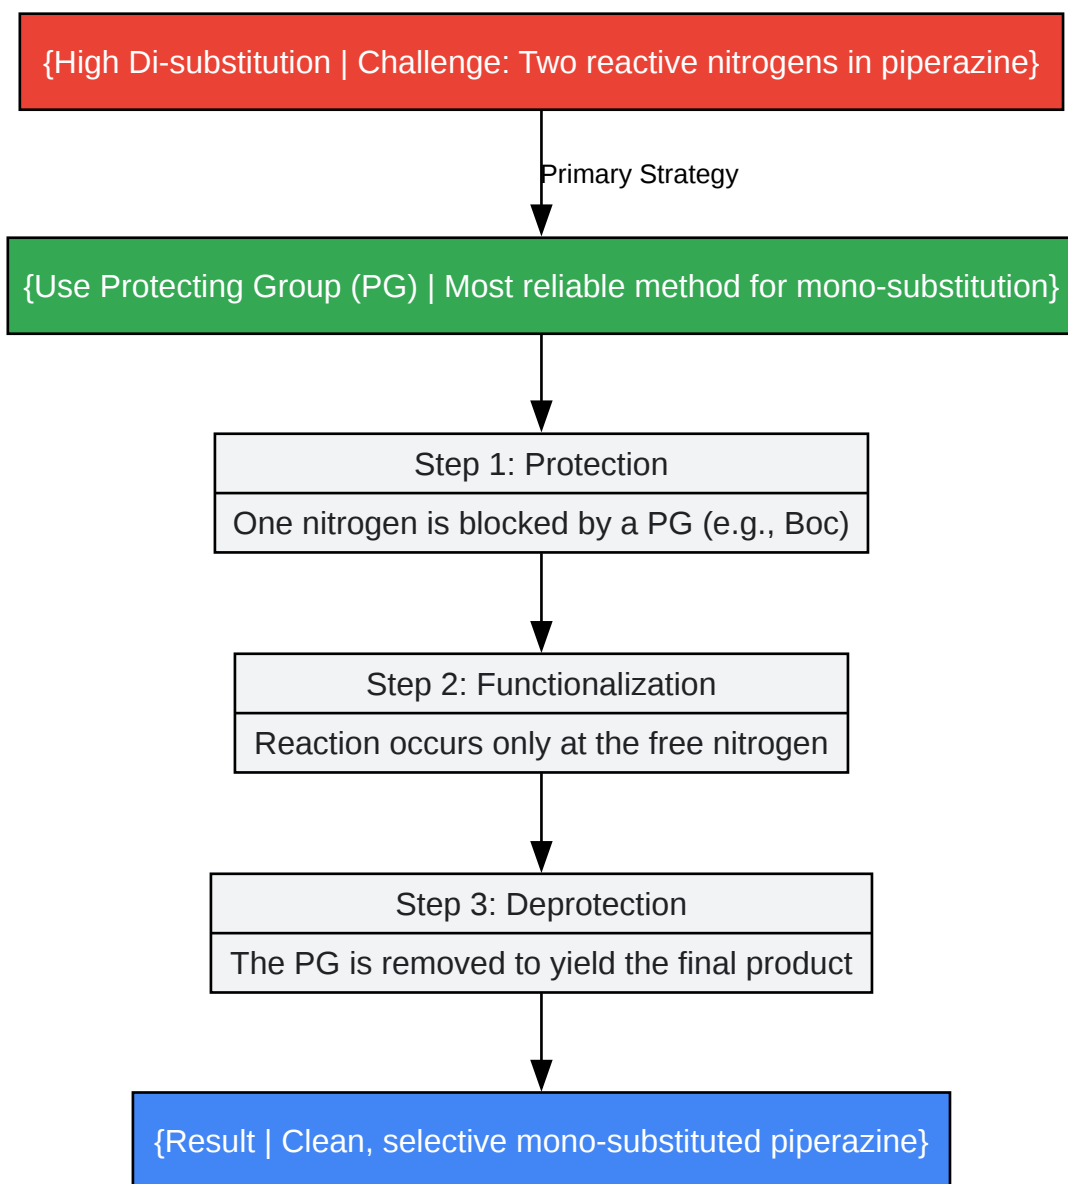 {High Di-substitution | Challenge: Two reactive nitrogens in piperazine}
Primary Strategy
{Use Protecting Group (PG) | Most reliable method for mono-substitution}
Step 1: Protection
One nitrogen is blocked by a PG (e.g., Boc)
Step 2: Functionalization
Reaction occurs only at the free nitrogen
Step 3: Deprotection
The PG is removed to yield the final product
{Result | Clean, selective mono-substituted piperazine}